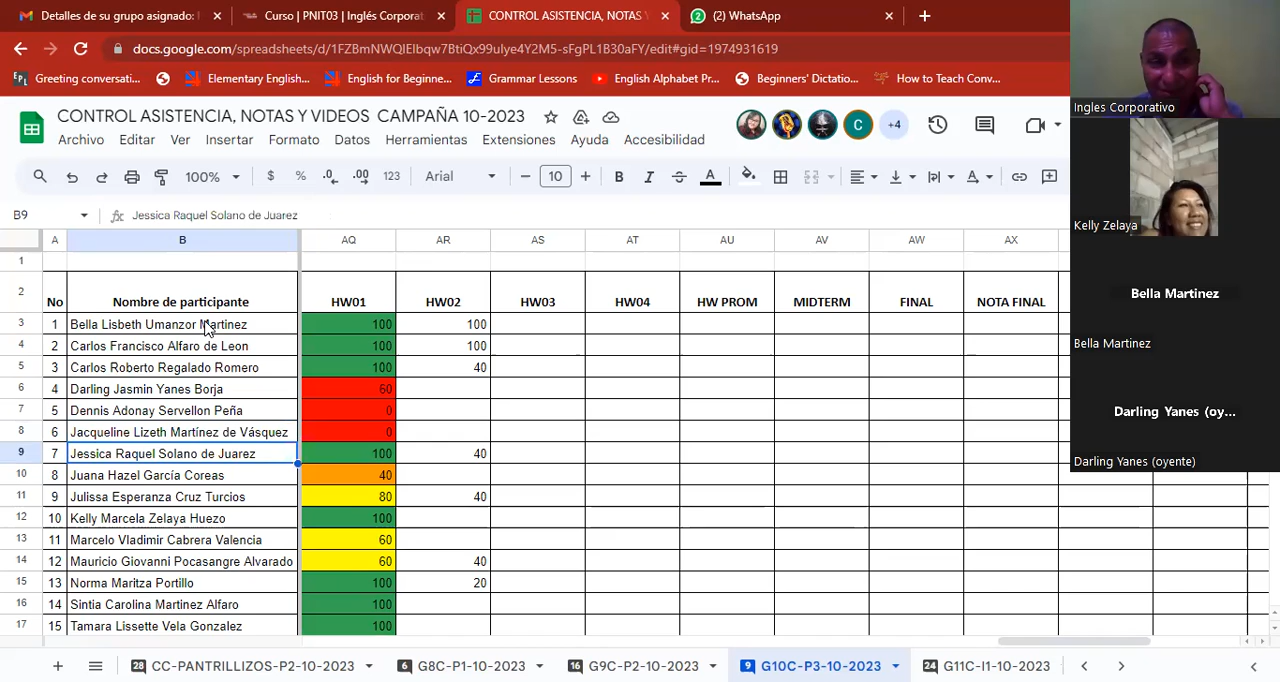 Detalles de su grupo asignado: I
Curso | PNIT03 | Inglés Corporat
CONTROL ASISTENCIA, NOTAS Y
(2) WhatsApp
docs.google.com/spreadsheets/d/1FZBmNWQIEIbqw7BtiQx99ulye4Y2M5-sFgPL1B30aFY/edit#gid=1974931619
Greeting conversati...
Elementary English...
English for Beginne...
Grammar Lessons
English Alphabet Pr...
Beginners' Dictatio...
How to Teach Conv...
CONTROL ASISTENCIA, NOTAS Y VIDEOS CAMPAÑA 10-2023
C
+4
Archivo Editar Ver Insertar Formato Datos Herramientas Extensiones Ayuda Accesibilidad
100% $ % .0 .00 123 Arial − 10 + B I S A
B9 fx Jessica Raquel Solano de Juarez
A B AQ AR AS AT AU AV AW AX
1
2 No Nombre de participante HW01 HW02 HW03 HW04 HW PROM MIDTERM FINAL NOTA FINAL
3 1 Bella Lisbeth Umanzor Martinez 100 100
4 2 Carlos Francisco Alfaro de Leon 100 100
5 3 Carlos Roberto Regalado Romero 100 40
6 4 Darling Jasmin Yanes Borja 60
7 5 Dennis Adonay Servellon Peña 0
8 6 Jacqueline Lizeth Martínez de Vásquez 0
9 7 Jessica Raquel Solano de Juarez 100 40
10 8 Juana Hazel García Coreas 40
11 9 Julissa Esperanza Cruz Turcios 80 40
12 10 Kelly Marcela Zelaya Huezo 100
13 11 Marcelo Vladimir Cabrera Valencia 60
14 12 Mauricio Giovanni Pocasangre Alvarado 60 40
15 13 Norma Maritza Portillo 100 20
16 14 Sintia Carolina Martinez Alfaro 100
17 15 Tamara Lissette Vela Gonzalez 100
+ 28 CC-PANTRILLIZOS-P2-10-2023 6 G8C-P1-10-2023 16 G9C-P2-10-2023 9 G10C-P3-10-2023 24 G11C-I1-10-2023
Ingles Corporativo
Kelly Zelaya
Bella Martinez
Bella Martinez
Darling Yanes (oy...
Darling Yanes (oyente)